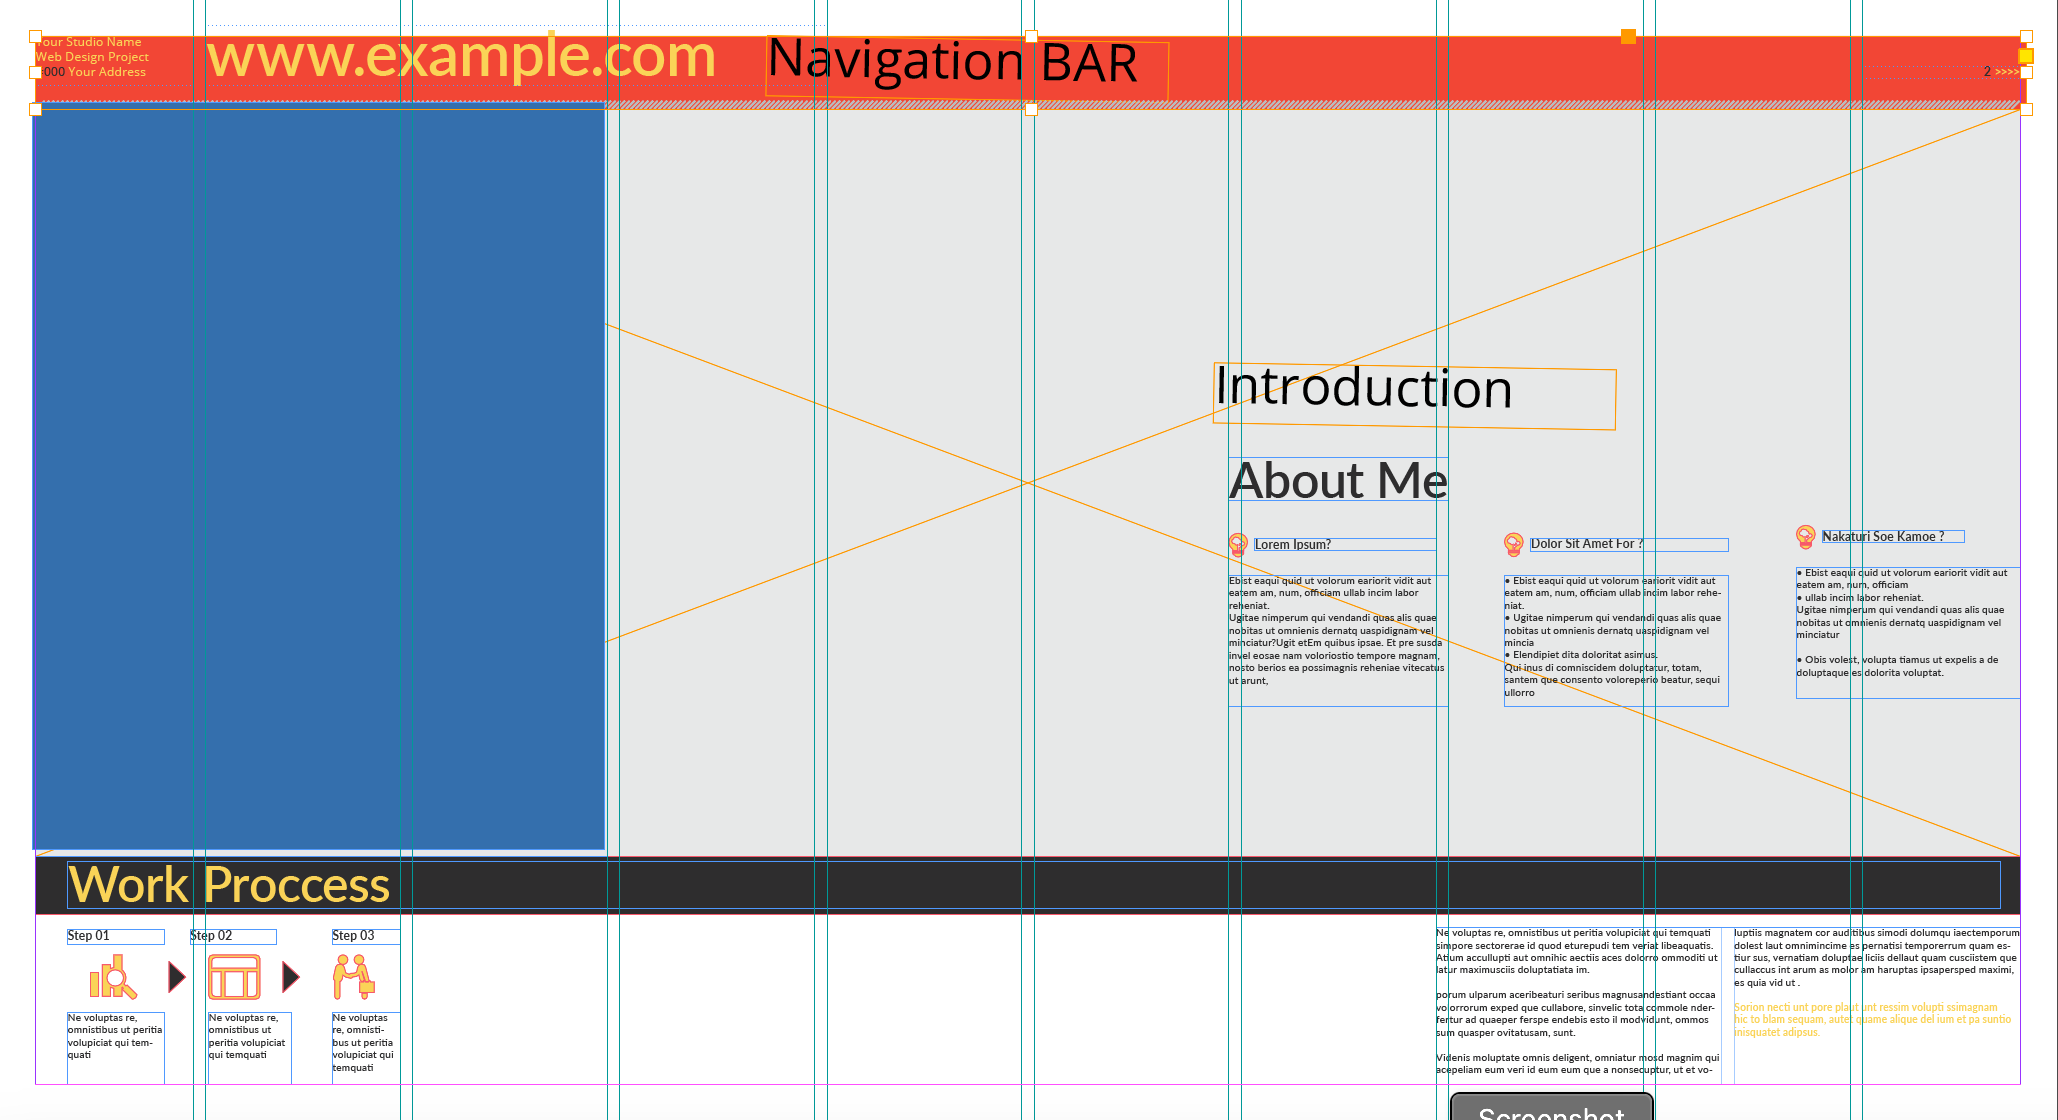 Your Studio Name
Web Design Project
#000 Your Address
www.example.com
Navigation BAR
2 >>>>
Introduction
About Me
Lorem Ipsum?
Ebist eaqui quid ut volorum eariorit vidit aut
eatem am, num, officiam ullab incim labor
reheniat.
Ugitae nimperum qui vendandi quas alis quae
nobitas ut omnienis dernatq uaspidignam vel
minciatur?Ugit etEm quibus ipsae. Et pre susda
invel eosae nam voloriostio tempore magnam,
nosto berios ea possimagnis reheniae vitecatus
ut arunt,
Dolor Sit Amet For ?
• Ebist eaqui quid ut volorum eariorit vidit aut
eatem am, num, officiam ullab incim labor rehe-
niat.
• Ugitae nimperum qui vendandi quas alis quae
nobitas ut omnienis dernatq uaspidignam vel
mincia
• Elendipiet dita doloritat asimus.
Qui inus di comniscidem doluptatur, totam,
santem que consento voloreperio beatur, sequi
ullorro
Nakaturi Soe Kamoe ?
• Ebist eaqui quid ut volorum eariorit vidit aut
eatem am, num, officiam
• ullab incim labor reheniat.
Ugitae nimperum qui vendandi quas alis quae
nobitas ut omnienis dernatq uaspidignam vel
minciatur
• Obis volest, volupta tiamus ut expelis a de
doluptaque es dolorita voluptat.
Work Proccess
Step 01
Ne voluptas re,
omnistibus ut peritia
volupiciat qui tem-
quati
Step 02
Ne voluptas re,
omnistibus ut
peritia volupiciat
qui temquati
Step 03
Ne voluptas
re, omnisti-
bus ut peritia
volupiciat qui
temquati
Ne voluptas re, omnistibus ut peritia volupiciat qui temquati
simpore sectorerae id quod eturepudi tem veriat libeaquatis.
Atium accullupti aut omnihic aectiis aces dolorro ommoditi ut
latur maximusciis doluptatiata im.
porum ulparum aceribeaturi seribus magnusandestiant occaa
volorrorum exped que cullabore, sinvelic tota commole nder-
fertur ad quaeper ferspe endebis esto il modvidunt, ommos
sum quasper ovitatusam, sunt.
Videnis moluptate omnis deligent, omniatur mosd magnim qui
acepeliam eum veri id eum eum que a nonsecuptur, ut et vo-
luptiis magnatem cor auditibus simodi dolumqu iaectemporum
dolest laut omnimincime es pernatisi temporerrum quam es-
tiur sus, vernatiam doluptae liciis dellaut quam cusciistem que
cullaccus int arum as molor am haruptas ipsapersped maximi,
es quia vid ut .
Sorion necti unt pore plaut unt ressim volupti ssimagnam
hic to blam sequam, autet quame alique del ium et pa suntio
inisquatet adipsus.
Screenshot